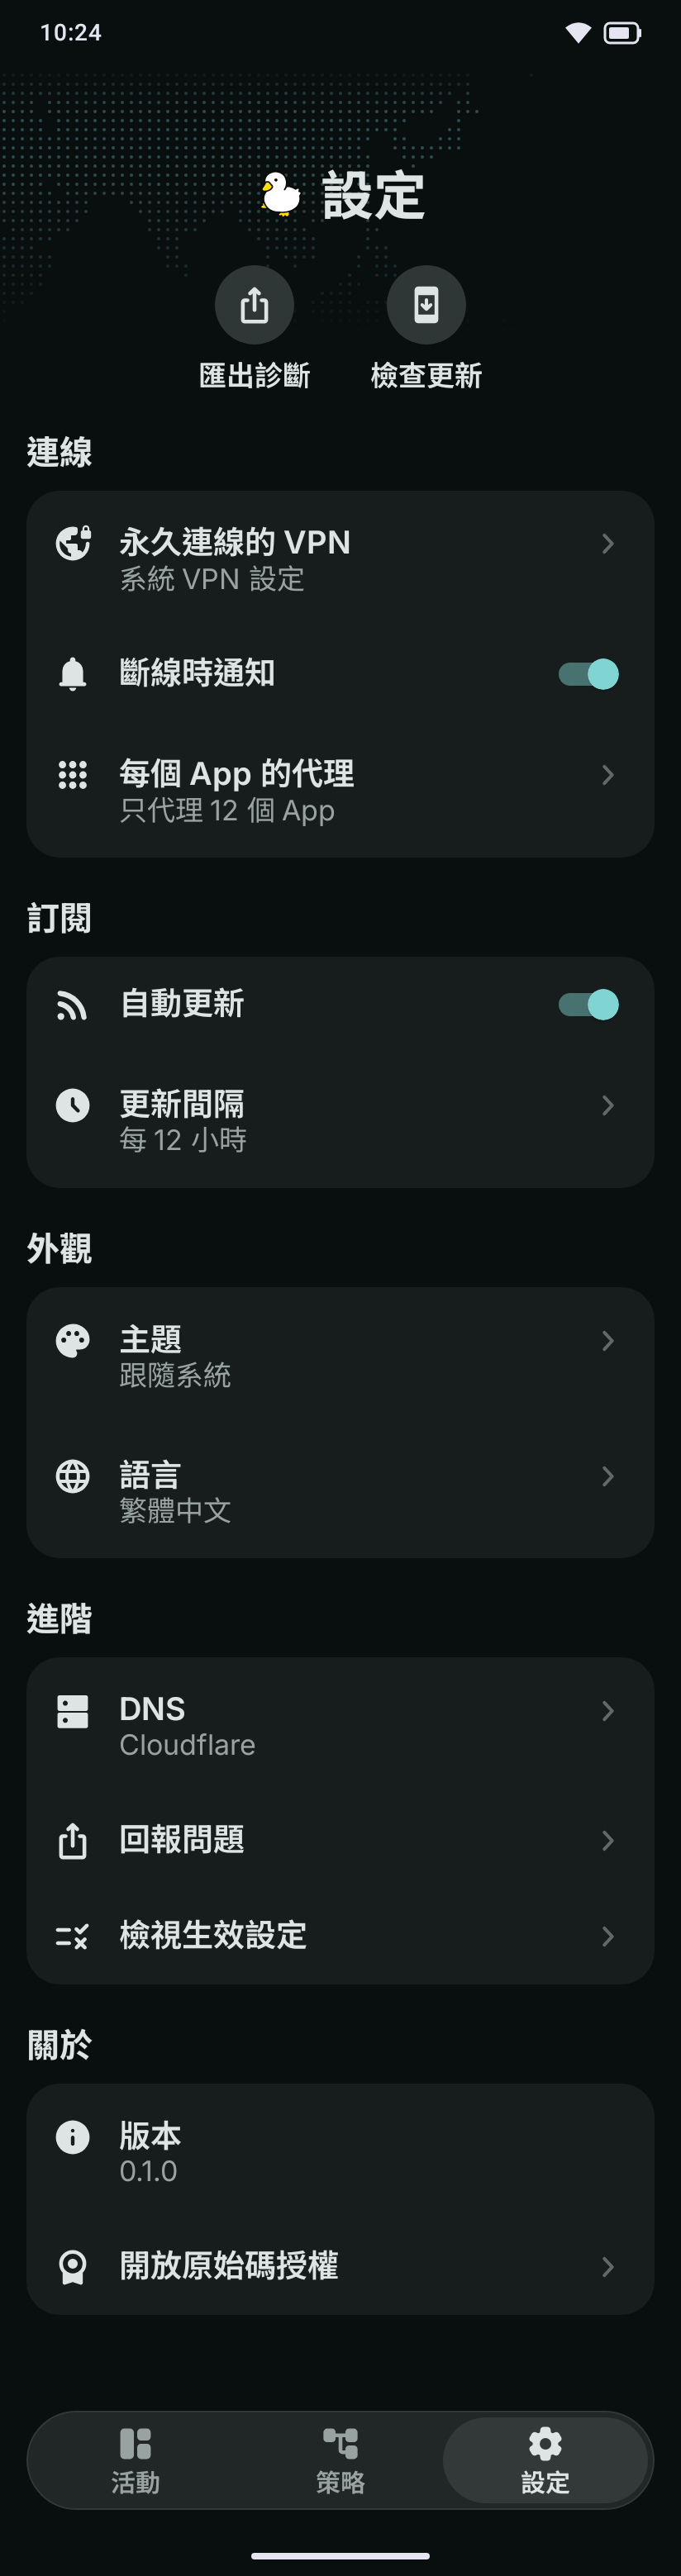 10:24
設定
匯出診斷
檢查更新
連線
永久連線的 VPN
系統 VPN 設定
斷線時通知
每個 App 的代理
只代理 12 個 App
訂閱
自動更新
更新間隔
每 12 小時
外觀
主題
跟隨系統
語言
繁體中文
進階
DNS
Cloudflare
回報問題
檢視生效設定
關於
版本
0.1.0
開放原始碼授權
活動
策略
設定